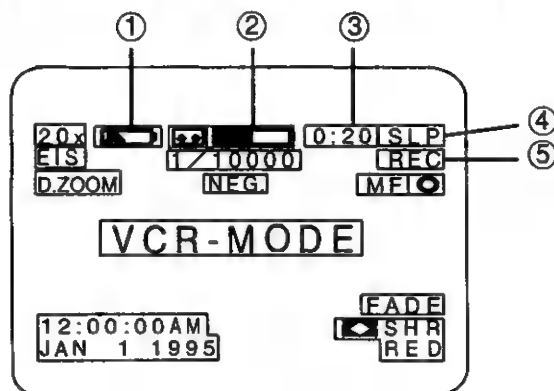 ① ② ③
20x 0:20 SLP ④
EIS 1/10000 REC ⑤
D.ZOOM NEG. MF
VCR-MODE
FADE
12:00:00AM SHR
JAN 1 1995 RED